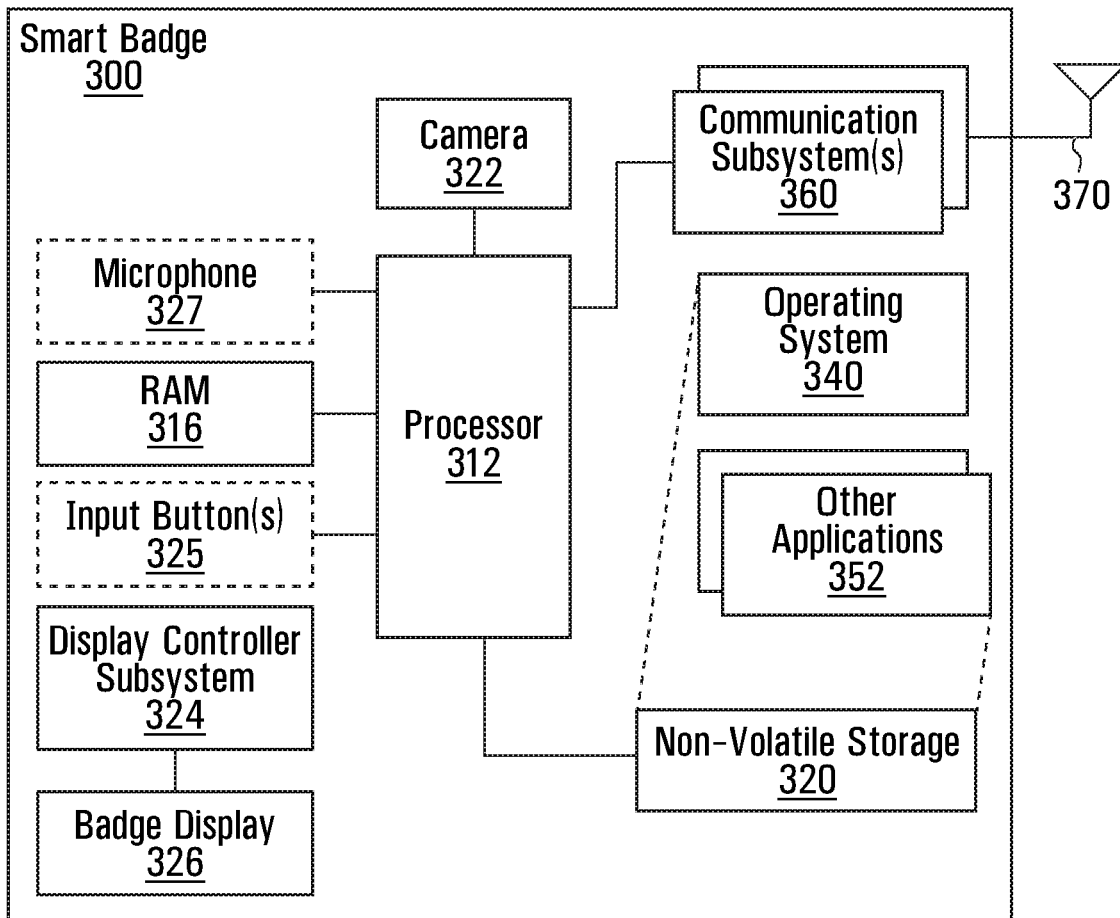 Smart Badge
300
Camera
322
Communication
Subsystem(s)
360
370
Microphone
327
Operating
System
340
RAM
316
Processor
312
Input Button(s)
325
Other
Applications
352
Display Controller
Subsystem
324
Non-Volatile Storage
320
Badge Display
326